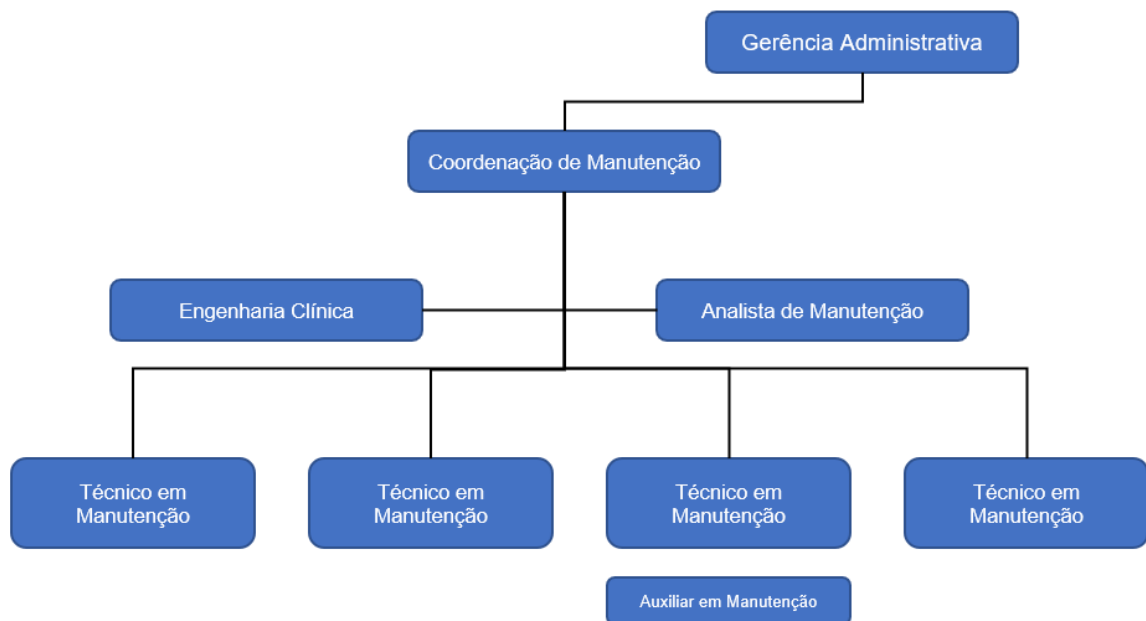 Gerência Administrativa
Coordenação de Manutenção
Engenharia Clínica
Analista de Manutenção
Técnico em
Manutenção
Técnico em
Manutenção
Técnico em
Manutenção
Técnico em
Manutenção
Auxiliar em Manutenção